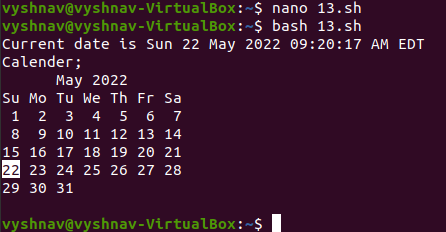 vyshnav@vyshnav-VirtualBox:~$ nano 13.sh
vyshnav@vyshnav-VirtualBox:~$ bash 13.sh
Current date is Sun 22 May 2022 09:20:17 AM EDT
Calender;
      May 2022
Su Mo Tu We Th Fr Sa
 1  2  3  4  5  6  7
 8  9 10 11 12 13 14
15 16 17 18 19 20 21
22 23 24 25 26 27 28
29 30 31
vyshnav@vyshnav-VirtualBox:~$